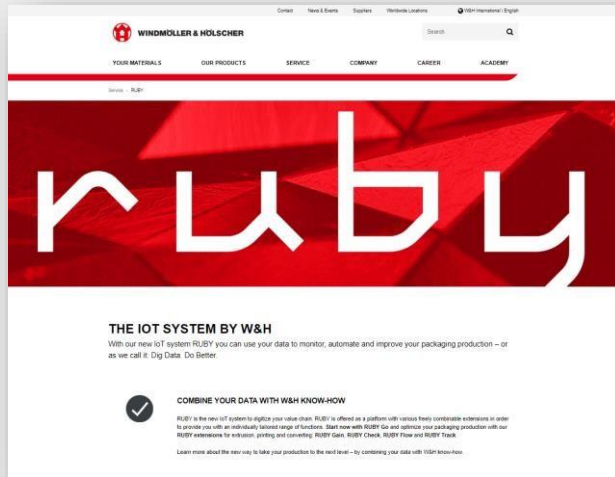 Contact News & Events Suppliers Worldwide Locations W&H International | English
WINDMÖLLER & HÖLSCHER
Search
YOUR MATERIALS OUR PRODUCTS SERVICE COMPANY CAREER ACADEMY
Service - RUBY
ruby
THE IOT SYSTEM BY W&H
With our new IoT system RUBY you can use your data to monitor, automate and improve your packaging production – or
as we call it: Dig Data. Do Better.
COMBINE YOUR DATA WITH W&H KNOW-HOW
RUBY is the new IoT system to digitize your value chain. RUBY is offered as a platform with various freely combinable extensions in order
to provide you with an individually tailored range of functions. Start now with RUBY Go and optimize your packaging production with our
RUBY extensions for extrusion, printing and converting: RUBY Gain, RUBY Check, RUBY Flow and RUBY Track.
Learn more about the new way to take your production to the next level – by combining your data with W&H know-how.